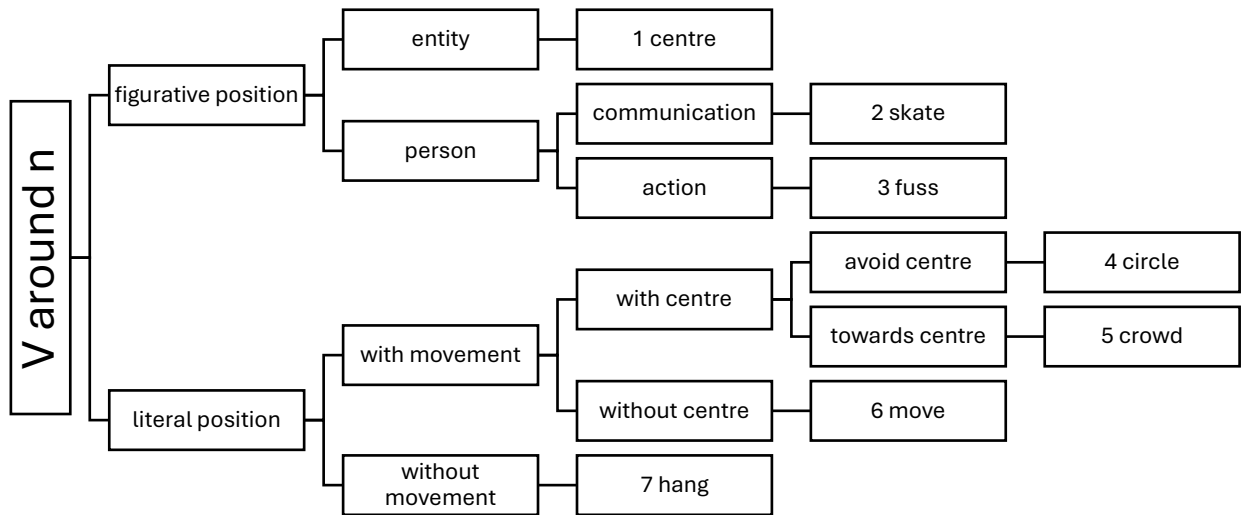 V around n
figurative position
entity
1 centre
person
communication
2 skate
action
3 fuss
literal position
with movement
with centre
avoid centre
4 circle
towards centre
5 crowd
without centre
6 move
without
movement
7 hang